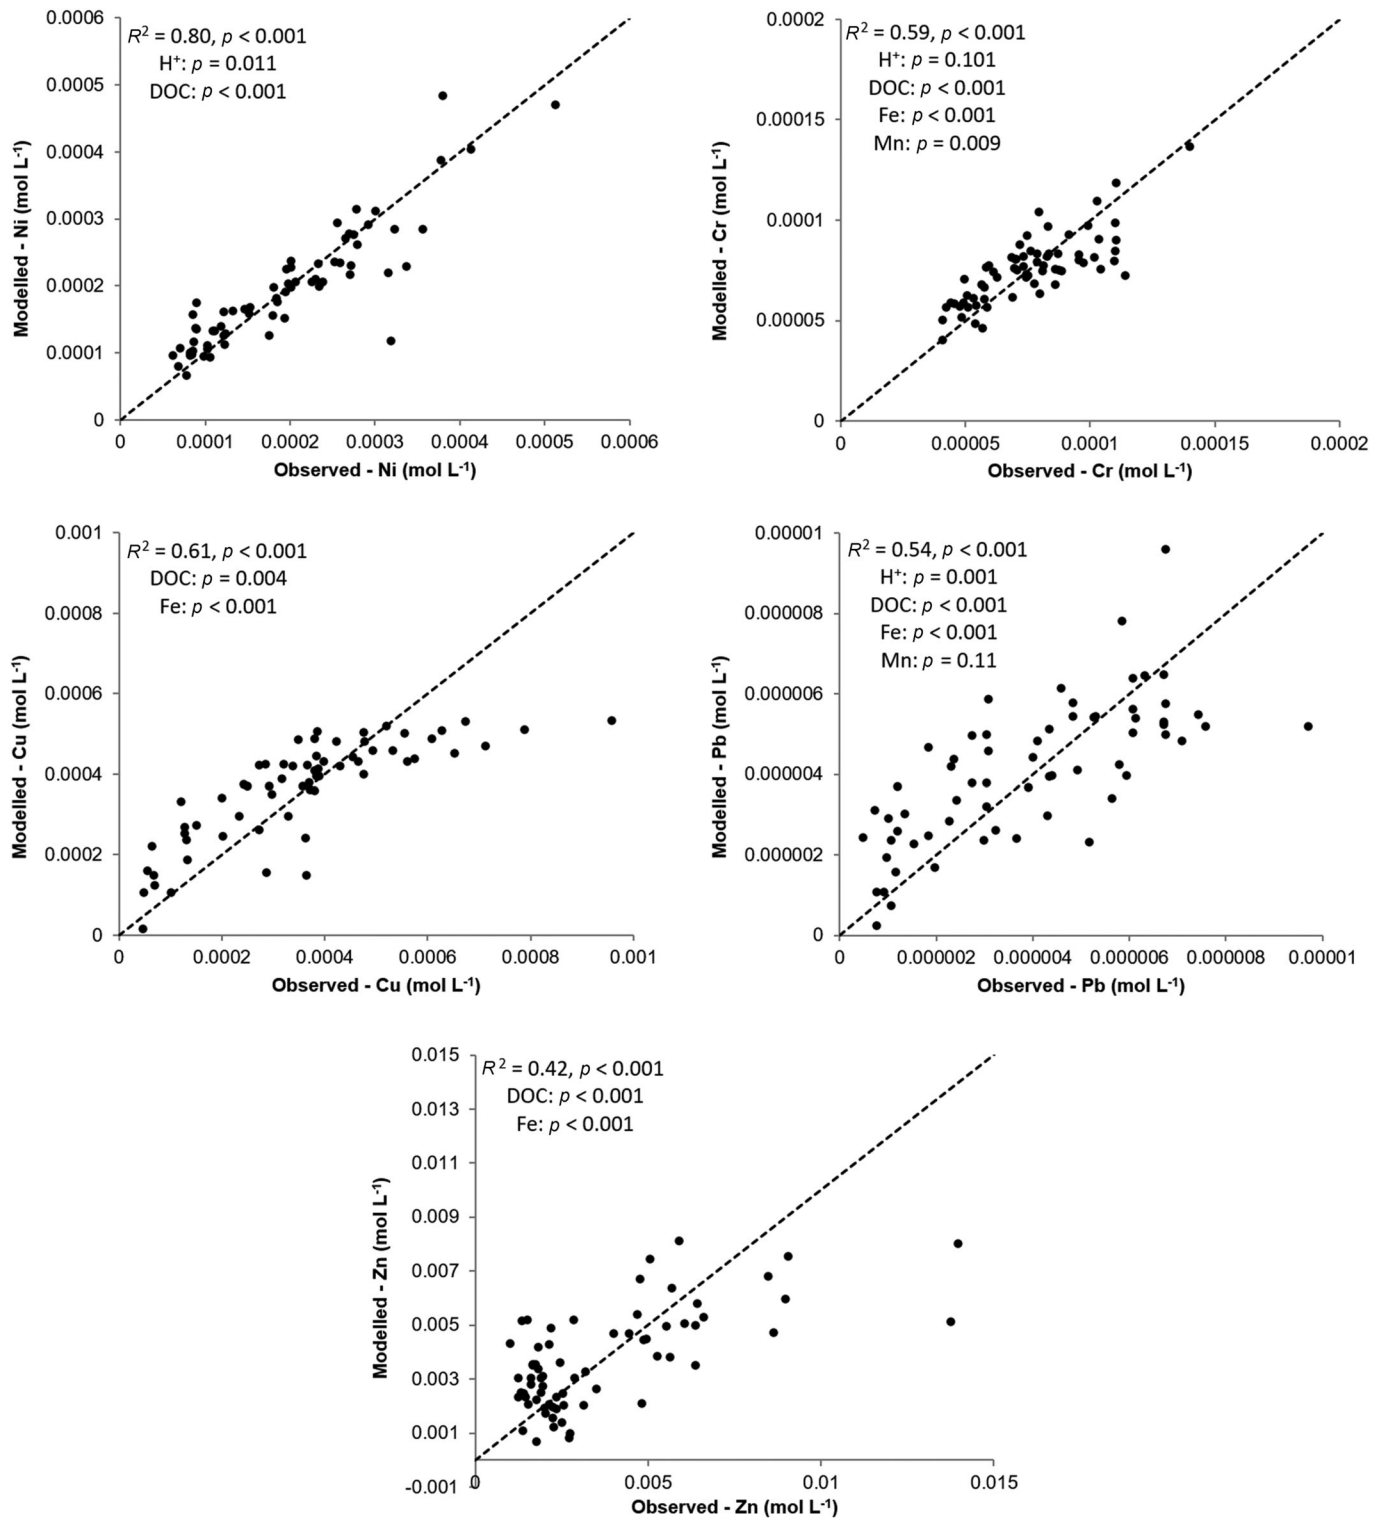 R² = 0.80, p < 0.001
H⁺: p = 0.011
DOC: p < 0.001
0.0006
0.0005
0.0004
0.0003
0.0002
0.0001
0
Modelled - Ni (mol L⁻¹)
0 0.0001 0.0002 0.0003 0.0004 0.0005 0.0006
Observed - Ni (mol L⁻¹)
R² = 0.59, p < 0.001
H⁺: p = 0.101
DOC: p < 0.001
Fe: p < 0.001
Mn: p = 0.009
0.0002
0.00015
0.0001
0.00005
0
Modelled - Cr (mol L⁻¹)
0 0.00005 0.0001 0.00015 0.0002
Observed - Cr (mol L⁻¹)
R² = 0.61, p < 0.001
DOC: p = 0.004
Fe: p < 0.001
0.001
0.0008
0.0006
0.0004
0.0002
0
Modelled - Cu (mol L⁻¹)
0 0.0002 0.0004 0.0006 0.0008 0.001
Observed - Cu (mol L⁻¹)
R² = 0.54, p < 0.001
H⁺: p = 0.001
DOC: p < 0.001
Fe: p < 0.001
Mn: p = 0.11
0.00001
0.000008
0.000006
0.000004
0.000002
0
Modelled - Pb (mol L⁻¹)
0 0.000002 0.000004 0.000006 0.000008 0.00001
Observed - Pb (mol L⁻¹)
R² = 0.42, p < 0.001
DOC: p < 0.001
Fe: p < 0.001
0.015
0.013
0.011
0.009
0.007
0.005
0.003
0.001
-0.001
Modelled - Zn (mol L⁻¹)
0 0.005 0.01 0.015
Observed - Zn (mol L⁻¹)